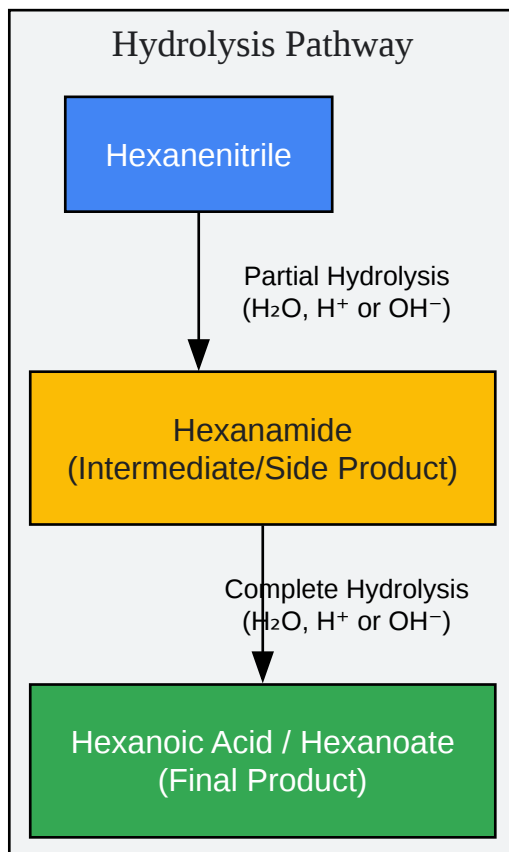 Hydrolysis Pathway
Hexanenitrile
Partial Hydrolysis
(H₂O, H⁺ or OH⁻)
Hexanamide
(Intermediate/Side Product)
Complete Hydrolysis
(H₂O, H⁺ or OH⁻)
Hexanoic Acid / Hexanoate
(Final Product)